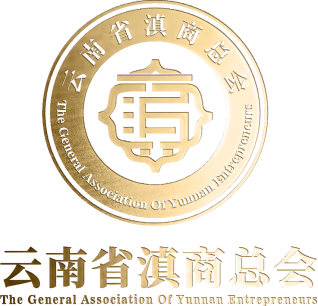 云南省滇商总会
The General Association Of Yunnan Entrepreneurs
云南省滇商总会
The General Association Of Yunnan Entrepreneurs